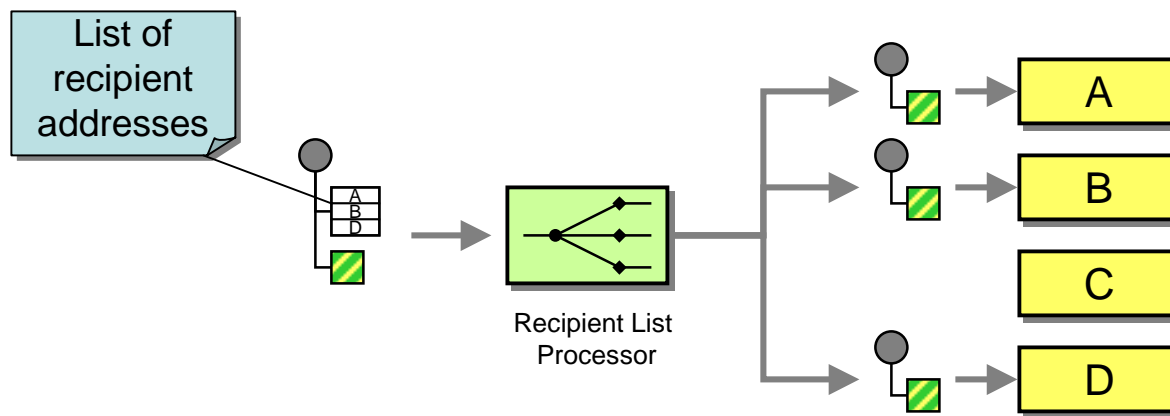 List of
recipient
addresses
A
B
D
Recipient List
Processor
A
B
C
D